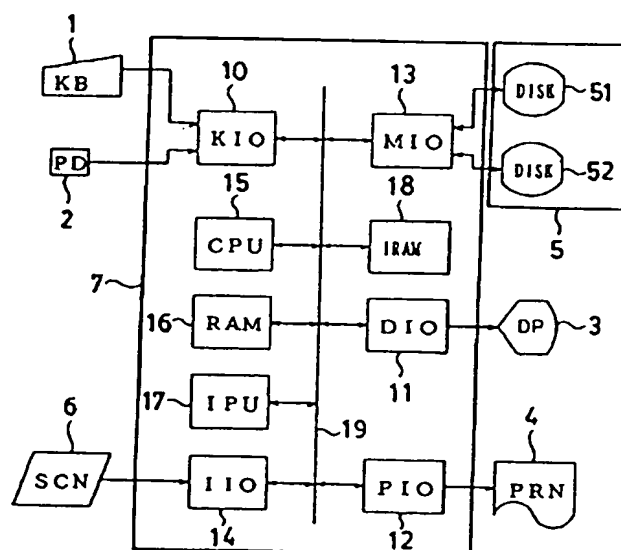 1
KB
10
KIO
13
MIO
DISK
51
PD
2
DISK
52
15
CPU
18
IRAM
5
7
16
RAM
DIO
11
DP
3
17
IPU
19
6
SCN
IIO
14
PIO
12
4
PRN